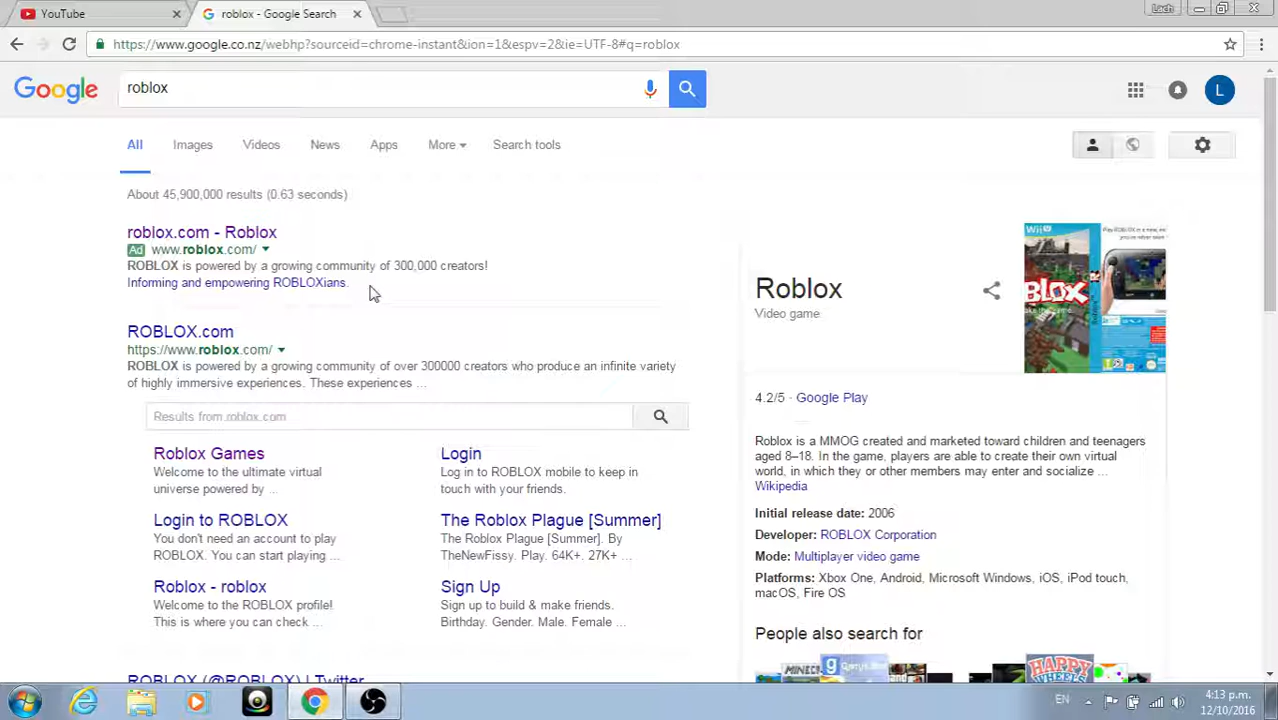 YouTube
roblox - Google Search
Lach
https://www.google.co.nz/webhp?sourceid=chrome-instant&ion=1&espv=2&ie=UTF-8#q=roblox
Google
roblox
L
All Images Videos News Apps More Search tools
About 45,900,000 results (0.63 seconds)
roblox.com - Roblox
Ad www.roblox.com/
ROBLOX is powered by a growing community of 300,000 creators!
Informing and empowering ROBLOXians.
ROBLOX.com
https://www.roblox.com/
ROBLOX is powered by a growing community of over 300000 creators who produce an infinite variety
of highly immersive experiences. These experiences ...
Results from roblox.com
Roblox Games
Welcome to the ultimate virtual
universe powered by ...
Login
Log in to ROBLOX mobile to keep in
touch with your friends.
Login to ROBLOX
You don't need an account to play
ROBLOX. You can start playing ...
The Roblox Plague [Summer]
The Roblox Plague [Summer]. By
TheNewFissy. Play. 64K+. 27K+ ...
Roblox - roblox
Welcome to the ROBLOX profile!
This is where you can check ...
Sign Up
Sign up to build & make friends.
Birthday. Gender. Male. Female ...
ROBLOX (@ROBLOX) | Twitter
Roblox
Video game
Wii U
ROBLOX
4.2/5 · Google Play
Roblox is a MMOG created and marketed toward children and teenagers
aged 8–18. In the game, players are able to create their own virtual
world, in which they or other members may enter and socialize ...
Wikipedia
Initial release date: 2006
Developer: ROBLOX Corporation
Mode: Multiplayer video game
Platforms: Xbox One, Android, Microsoft Windows, iOS, iPod touch,
macOS, Fire OS
People also search for
MINECRAFT
Garry's Mod
HAPPY
WHEELS
EN
4:13 p.m.
12/10/2016